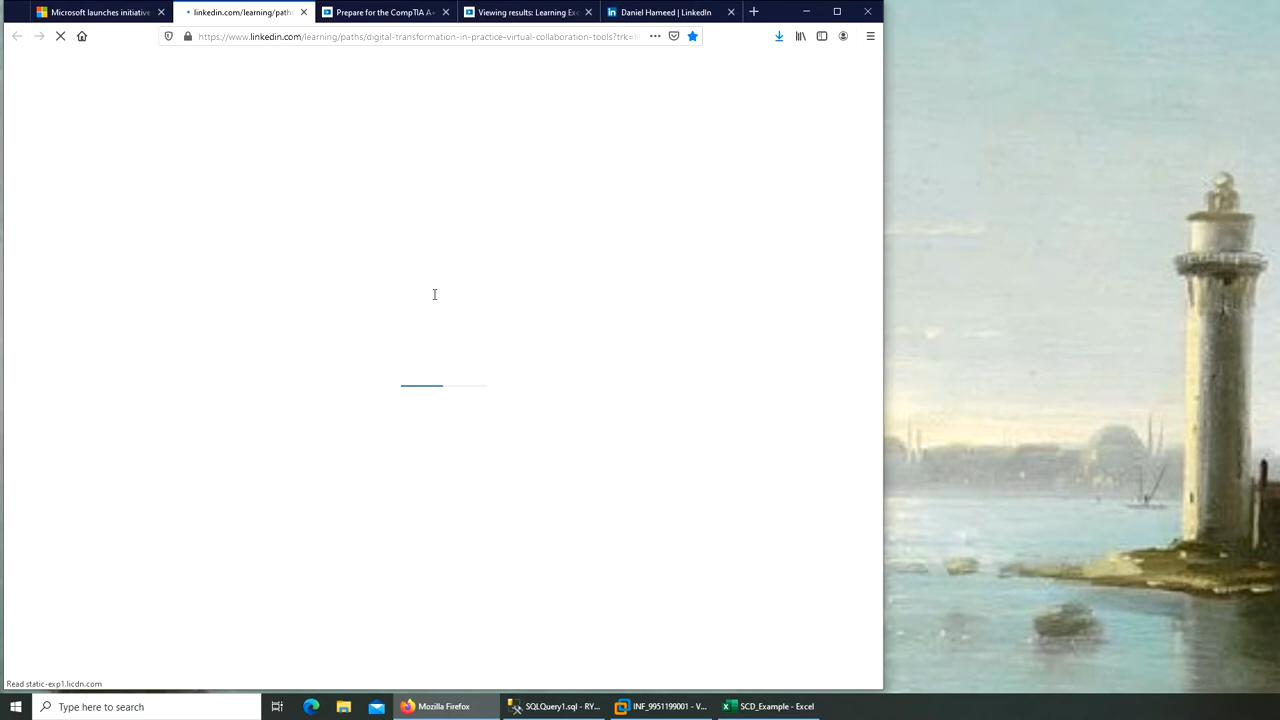 Microsoft launches initiative
linkedin.com/learning/path
Prepare for the CompTIA A+
Viewing results: Learning Ex
Daniel Hameed | LinkedIn
https://www.linkedin.com/learning/paths/digital-transformation-in-practice-virtual-collaboration-tools?trk=
Read static-exp1.licdn.com
Type here to search
Mozilla Firefox
SQLQuery1.sql - RY...
INF_9951199001 - V...
SCD_Example - Excel